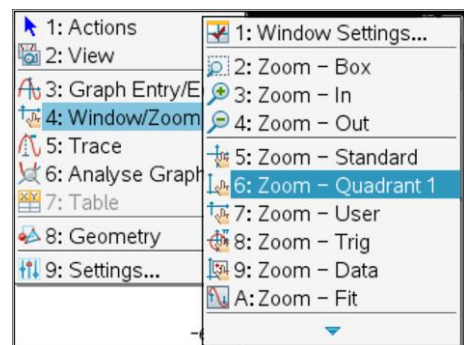 1: Actions
2: View
3: Graph Entry/E
4: Window/Zoom
5: Trace
6: Analyse Graph
7: Table
8: Geometry
9: Settings...
1: Window Settings...
2: Zoom – Box
3: Zoom – In
4: Zoom – Out
5: Zoom – Standard
6: Zoom – Quadrant 1
7: Zoom – User
8: Zoom – Trig
9: Zoom – Data
A: Zoom – Fit